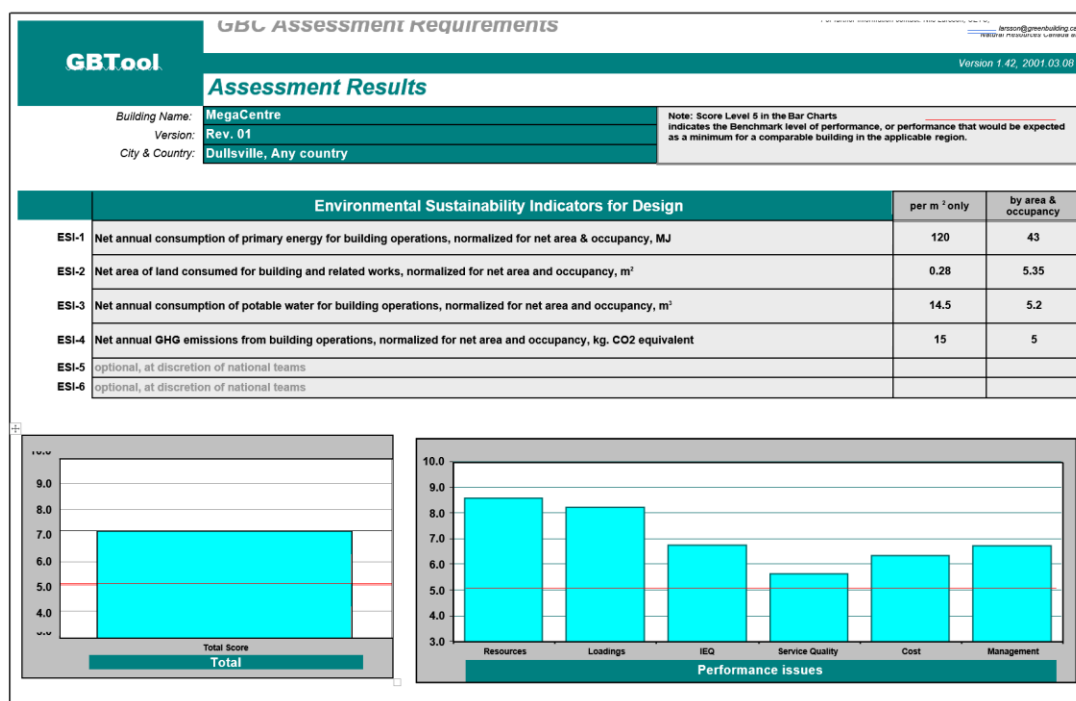 GBC Assessment Requirements
larsson@greenbuilding.ca
GBTool
Version 1.42, 2001.03.08
Assessment Results
Building Name: MegaCentre
Version: Rev. 01
City & Country: Dullsville, Any country
Note: Score Level 5 in the Bar Charts
indicates the Benchmark level of performance, or performance that would be expected
as a minimum for a comparable building in the applicable region.
Environmental Sustainability Indicators for Design per m² only by area &
occupancy
ESI-1 Net annual consumption of primary energy for building operations, normalized for net area & occupancy, MJ 120 43
ESI-2 Net area of land consumed for building and related works, normalized for net area and occupancy, m² 0.28 5.35
ESI-3 Net annual consumption of potable water for building operations, normalized for net area and occupancy, m³ 14.5 5.2
ESI-4 Net annual GHG emissions from building operations, normalized for net area and occupancy, kg. CO2 equivalent 15 5
ESI-5 optional, at discretion of national teams
ESI-6 optional, at discretion of national teams
9.0
8.0
7.0
6.0
5.0
4.0
Total Score
Total
10.0
9.0
8.0
7.0
6.0
5.0
4.0
3.0
Resources Loadings IEQ Service Quality Cost Management
Performance issues